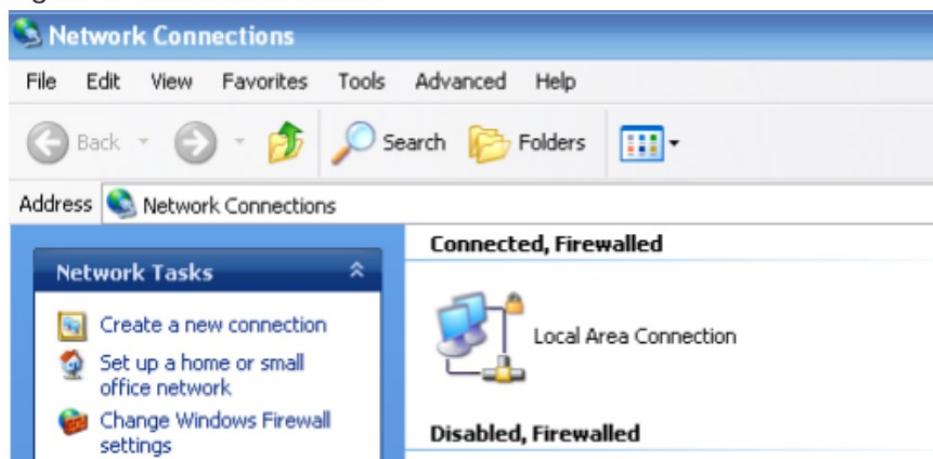 Network Connections
File Edit View Favorites Tools Advanced Help
Back Search Folders
Address Network Connections
Network Tasks
Create a new connection
Set up a home or small
office network
Change Windows Firewall
settings
Connected, Firewalled
Local Area Connection
Disabled, Firewalled